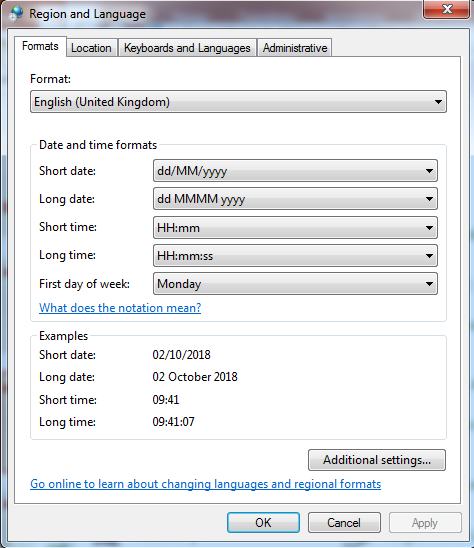 Region and Language
Formats Location Keyboards and Languages Administrative
Format:
English (United Kingdom)
Date and time formats
Short date: dd/MM/yyyy
Long date: dd MMMM yyyy
Short time: HH:mm
Long time: HH:mm:ss
First day of week: Monday
What does the notation mean?
Examples
Short date: 02/10/2018
Long date: 02 October 2018
Short time: 09:41
Long time: 09:41:07
Additional settings...
Go online to learn about changing languages and regional formats
OK Cancel Apply